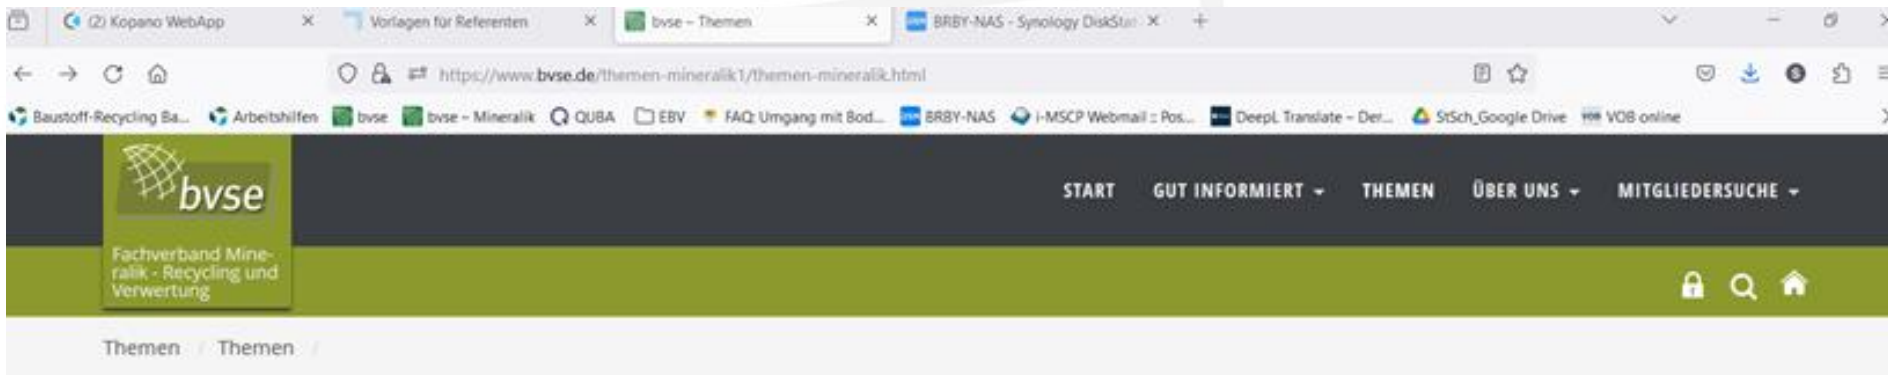 (2) Kopano WebApp Vorlagen für Referenten bvse – Themen BRBY-NAS - Synology DiskStat
https://www.bvse.de/themen-mineralik1/themen-mineralik.html
Baustoff-Recycling Ba... Arbeitshilfen bvse bvse – Mineralik QUBA EBV FAQ: Umgang mit Bod... BRBY-NAS i-MSCP Webmail :: Pos... DeepL Translate – Der... StSch_Google Drive VOB online
bvse
START GUT INFORMIERT THEMEN ÜBER UNS MITGLIEDERSUCHE
Fachverband Mine-
ralik - Recycling und
Verwertung
Themen / Themen /